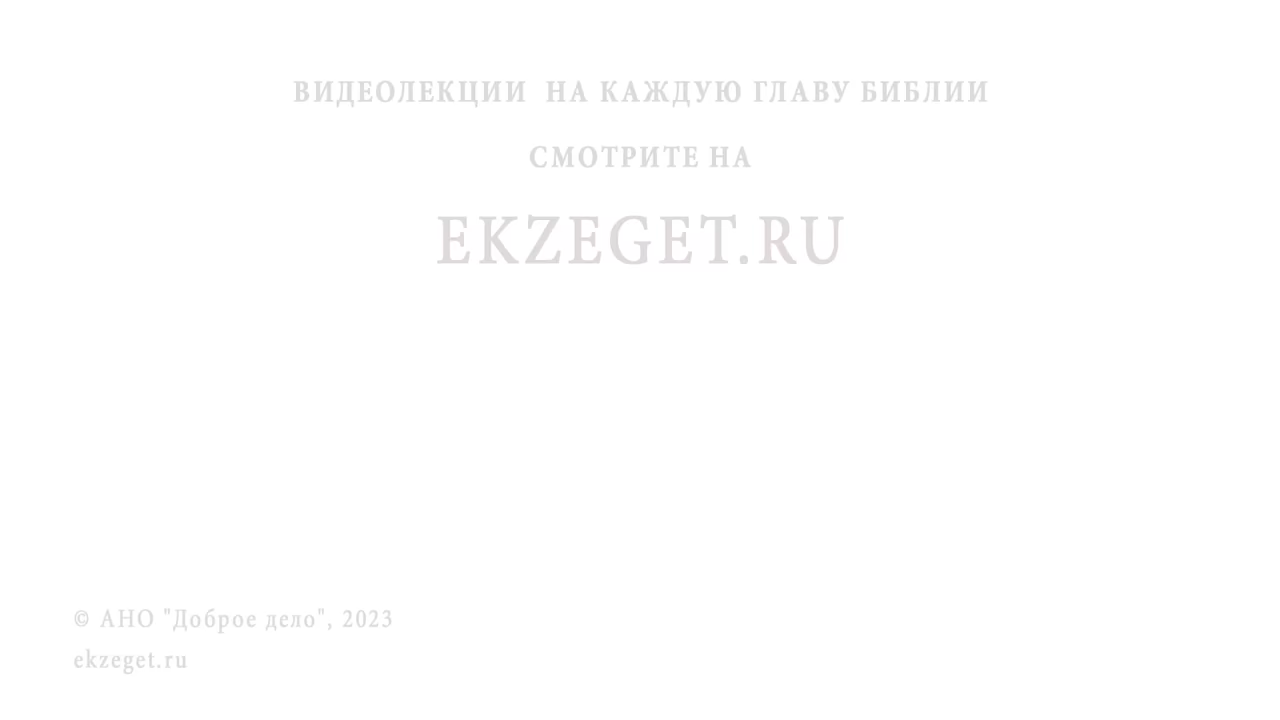 ВИДЕОЛЕКЦИИ НА КАЖДУЮ ГЛАВУ БИБЛИИ
СМОТРИТЕ НА
EKZEGET.RU
© АНО "Доброе дело", 2023
ekzeget.ru